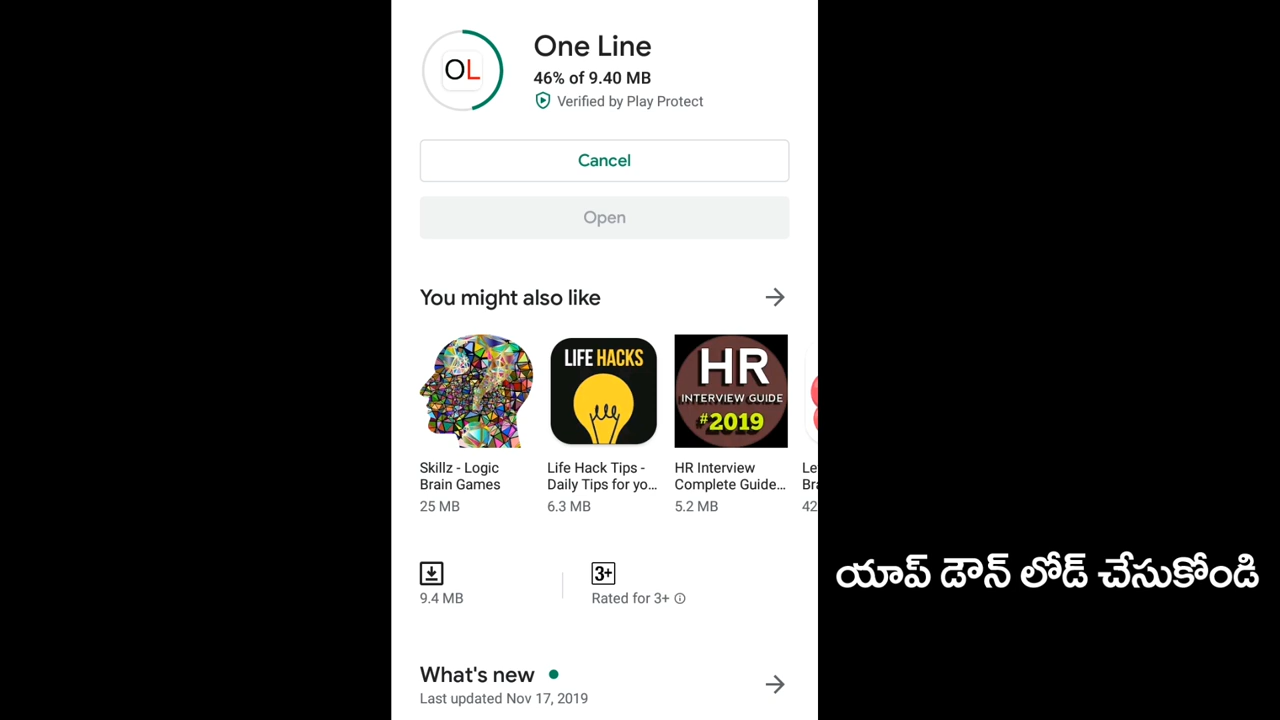 OL
One Line
46% of 9.40 MB
Verified by Play Protect
Cancel
Open
You might also like
LIFE HACKS
HR
INTERVIEW GUIDE
#2019
Skillz - Logic
Brain Games
25 MB
Life Hack Tips -
Daily Tips for yo...
6.3 MB
HR Interview
Complete Guide...
5.2 MB
Le
Bra
42
9.4 MB
3+
Rated for 3+
యాప్ డౌన్ లోడ్ చేసుకోండి
What's new
Last updated Nov 17, 2019